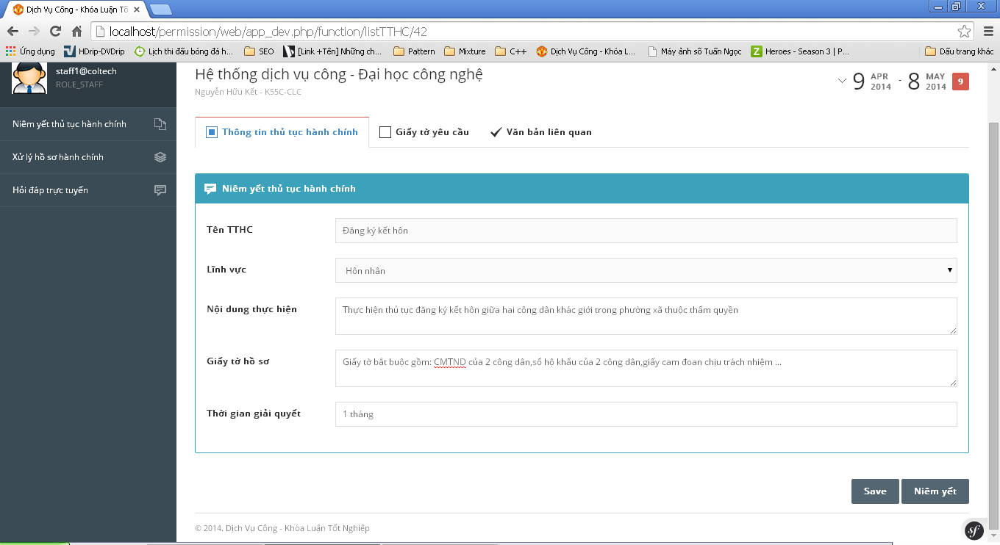 Dịch Vụ Công - Khóa Luận Tố
localhost/permission/web/app_dev.php/function/listTTHC/42
Ứng dụng HDrip-DVDrip Lịch thi đấu bóng đá h... SEO [Link +Tên] Những ch... Pattern Mixture C++ Dịch Vụ Công - Khóa L... Máy ảnh số Tuấn Ngọc Heroes - Season 3 | P... Dấu trang khác
staff1@coltech
ROLE_STAFF
Niêm yết thủ tục hành chính
Xử lý hồ sơ hành chính
Hỏi đáp trực tuyến
Hệ thống dịch vụ công - Đại học công nghệ
Nguyễn Hữu Kết - K55C-CLC
9 APR 2014 - 8 MAY 2014 9
Thông tin thủ tục hành chính Giấy tờ yêu cầu Văn bản liên quan
Niêm yết thủ tục hành chính
Tên TTHC Đăng ký kết hôn
Lĩnh vực Hôn nhân
Nội dung thực hiện Thực hiện thủ tục đăng ký kết hôn giữa hai công dân khác giới trong phường xã thuộc thẩm quyền
Giấy tờ hồ sơ Giấy tờ bắt buộc gồm: CMTND của 2 công dân,sổ hộ khẩu của 2 công dân,giấy cam đoan chịu trách nhiệm ...
Thời gian giải quyết 1 tháng
Save Niêm yết
© 2014. Dịch Vụ Công - Khóa Luận Tốt Nghiệp
sf